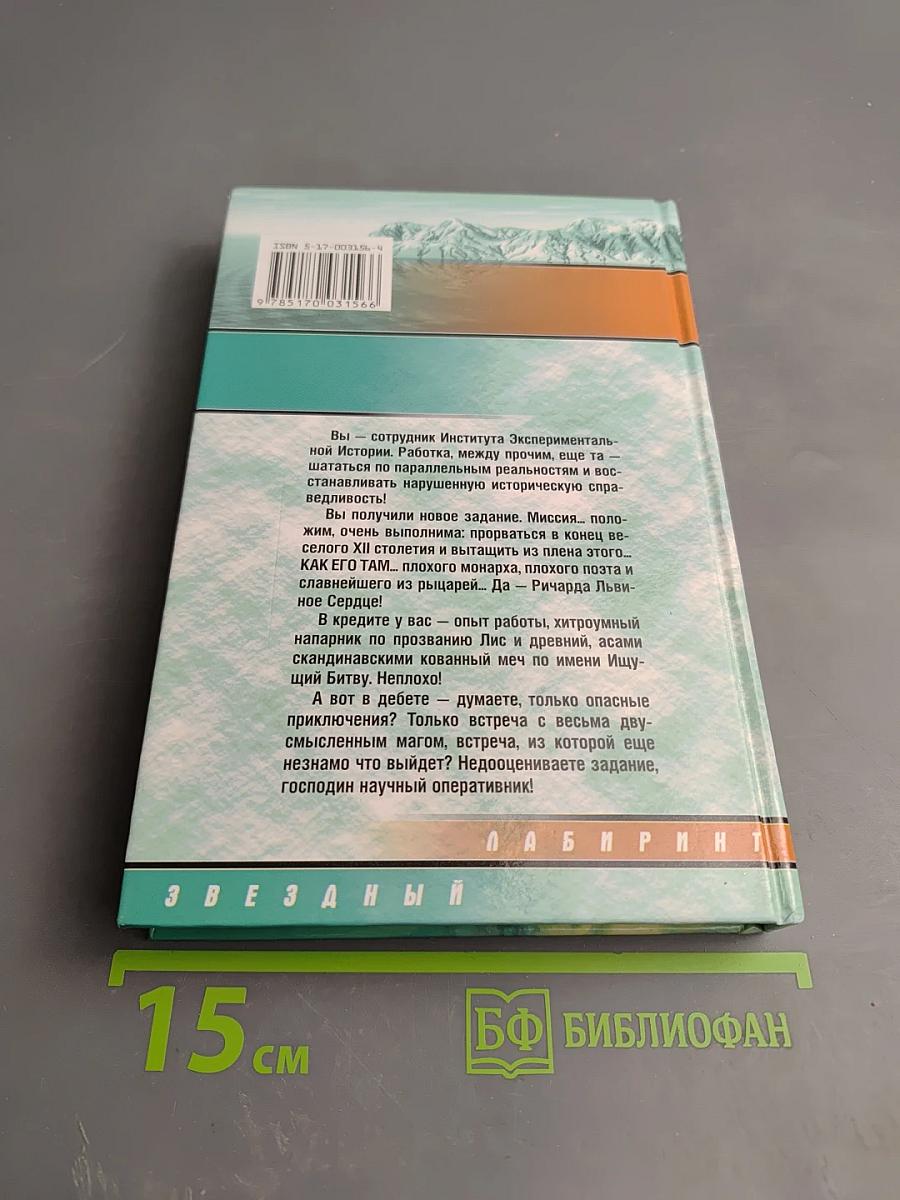 ISBN 5-17-003156-4
9 785170 031566
Вы — сотрудник Института Эксперименталь-
ной Истории. Работка, между прочим, еще та —
шататься по параллельным реальностям и вос-
станавливать нарушенную историческую спра-
ведливость!
Вы получили новое задание. Миссия... поло-
жим, очень выполнима: прорваться в конец ве-
селого XII столетия и вытащить из плена этого...
КАК ЕГО ТАМ... плохого монарха, плохого поэта и
славнейшего из рыцарей... Да — Ричарда Льви-
ное Сердце!
В кредите у вас — опыт работы, хитроумный
напарник по прозванию Лис и древний, асами
скандинавскими кованный меч по имени Ищу-
щий Битву. Неплохо!
А вот в дебете — думаете, только опасные
приключения? Только встреча с весьма дву-
смысленным магом, встреча, из которой еще
незнамо что выйдет? Недооцениваете задание,
господин научный оперативник!
ЛАБИРИНТ
ЗВЕЗДНЫЙ
15 см
БФ БИБЛИОФАН